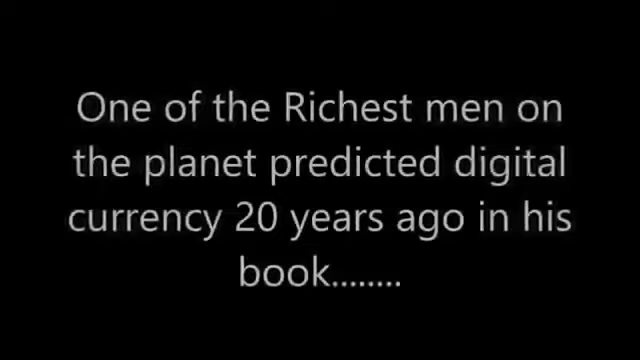 One of the Richest men on
the planet predicted digital
currency 20 years ago in his
book........